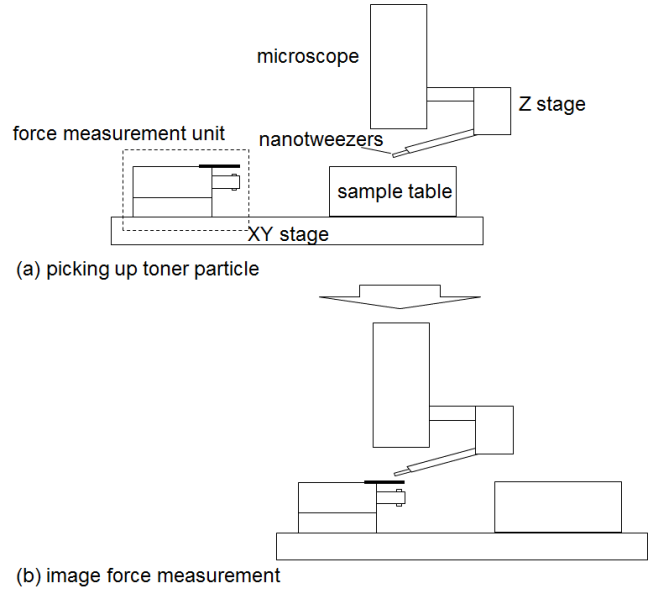 microscope
Z stage
force measurement unit
nanotweezers
sample table
XY stage
(a) picking up toner particle
(b) image force measurement